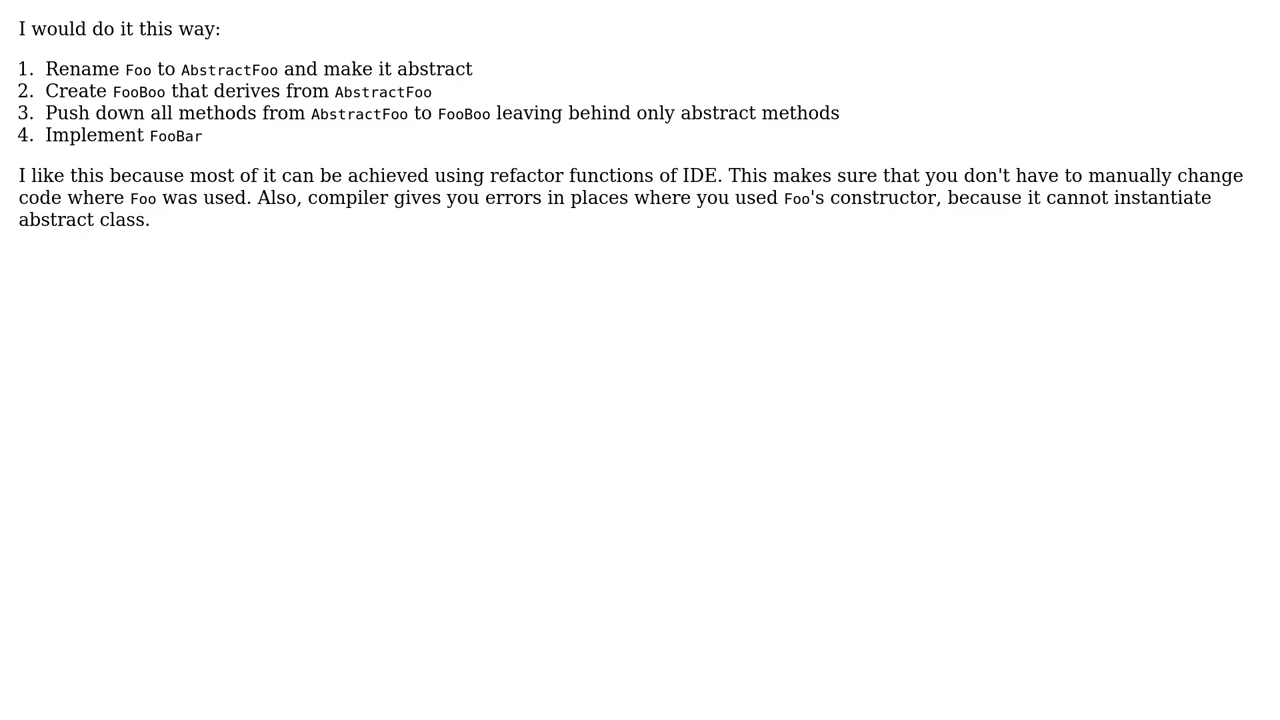 I would do it this way:
1. Rename Foo to AbstractFoo and make it abstract
2. Create FooBoo that derives from AbstractFoo
3. Push down all methods from AbstractFoo to FooBoo leaving behind only abstract methods
4. Implement FooBar
I like this because most of it can be achieved using refactor functions of IDE. This makes sure that you don't have to manually change
code where Foo was used. Also, compiler gives you errors in places where you used Foo's constructor, because it cannot instantiate
abstract class.